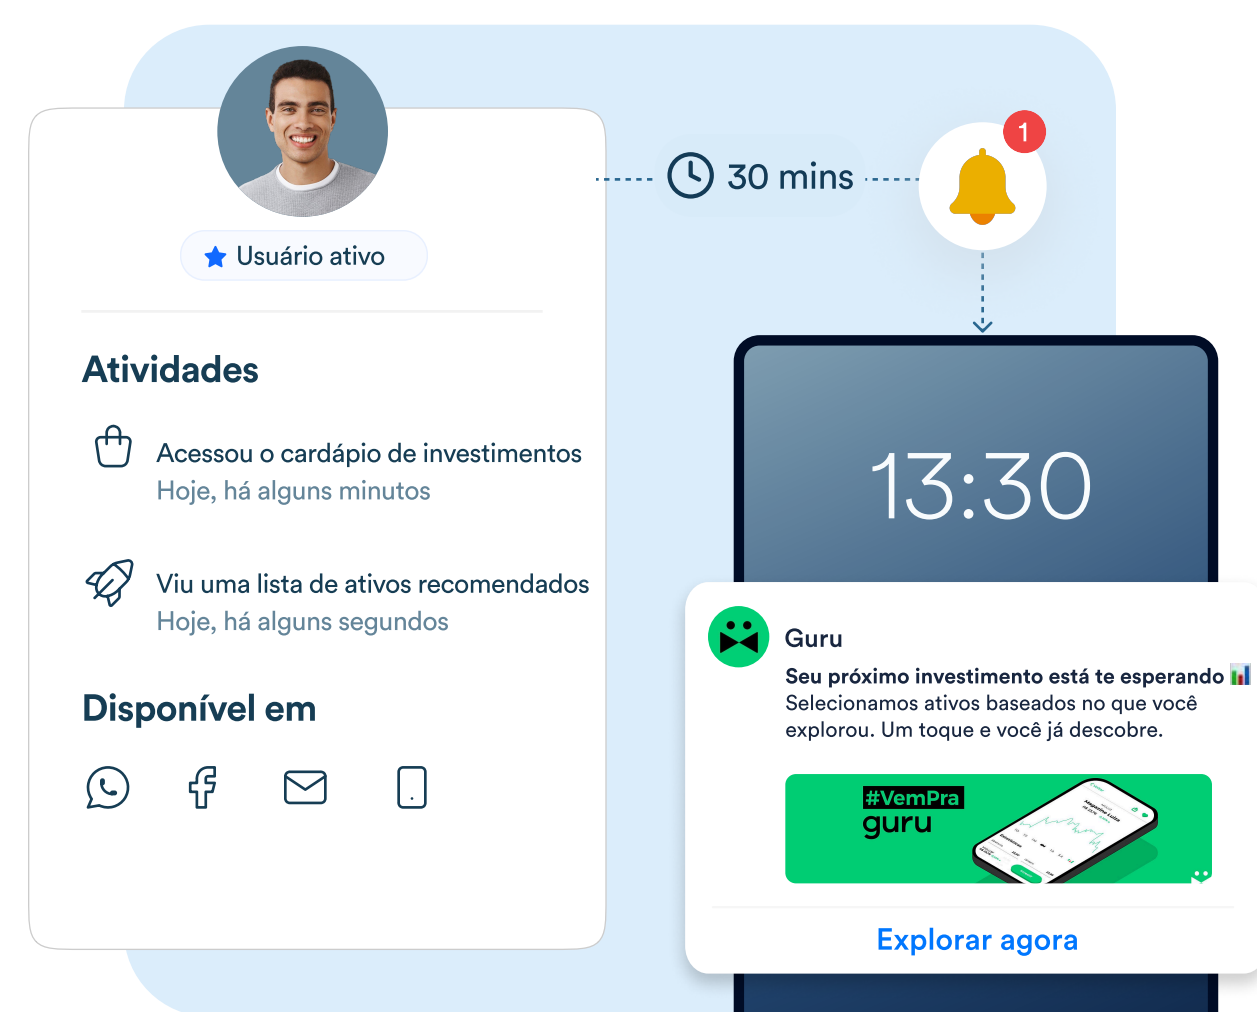 Usuário ativo
Atividades
Acessou o cardápio de investimentos
Hoje, há alguns minutos
Viu uma lista de ativos recomendados
Hoje, há alguns segundos
Disponível em
30 mins
1
13:30
Guru
Seu próximo investimento está te esperando 📊
Selecionamos ativos baseados no que você
explorou. Um toque e você já descobre.
#VemPra
guru
Magazine Luiza
Explorar agora